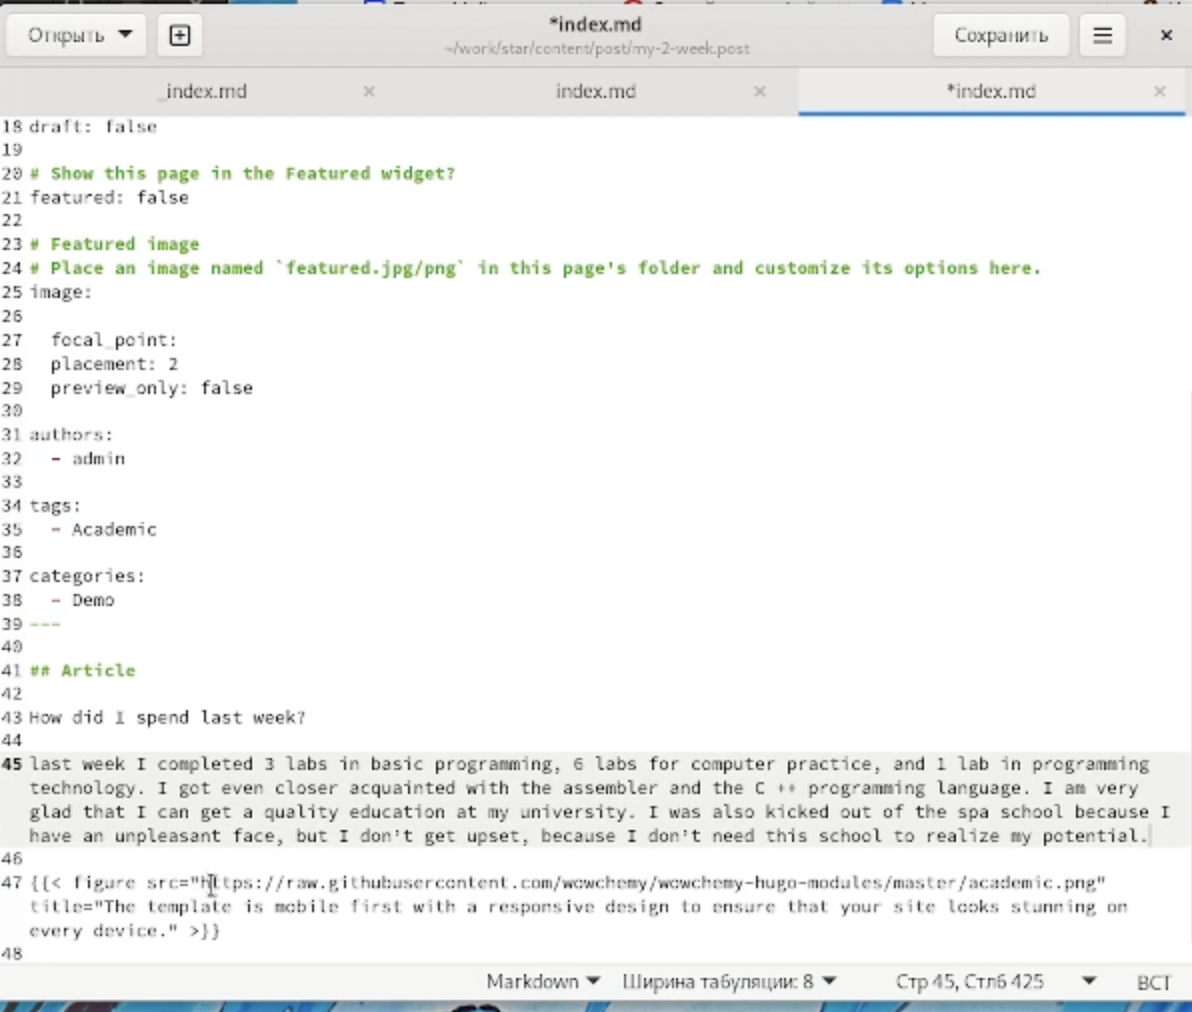 Открыть
*index.md
~/work/star/content/post/my-2-week.post
Сохранить
_index.md
index.md
*index.md
18 draft: false
19
20 # Show this page in the Featured widget?
21 featured: false
22
23 # Featured image
24 # Place an image named `featured.jpg/png` in this page's folder and customize its options here.
25 image:
26
27 focal_point:
28 placement: 2
29 preview_only: false
30
31 authors:
32 - admin
33
34 tags:
35 - Academic
36
37 categories:
38 - Demo
39 ---
40
41 ## Article
42
43 How did I spend last week?
44
45 last week I completed 3 labs in basic programming, 6 labs for computer practice, and 1 lab in programming
technology. I got even closer acquainted with the assembler and the C ++ programming language. I am very
glad that I can get a quality education at my university. I was also kicked out of the spa school because I
have an unpleasant face, but I don't get upset, because I don't need this school to realize my potential.
46
47 {{< figure src="https://raw.githubusercontent.com/wowchemy/wowchemy-hugo-modules/master/academic.png"
title="The template is mobile first with a responsive design to ensure that your site looks stunning on
every device." >}}
48
Markdown Ширина табуляции: 8 Стр 45, Стлб 425 ВСТ